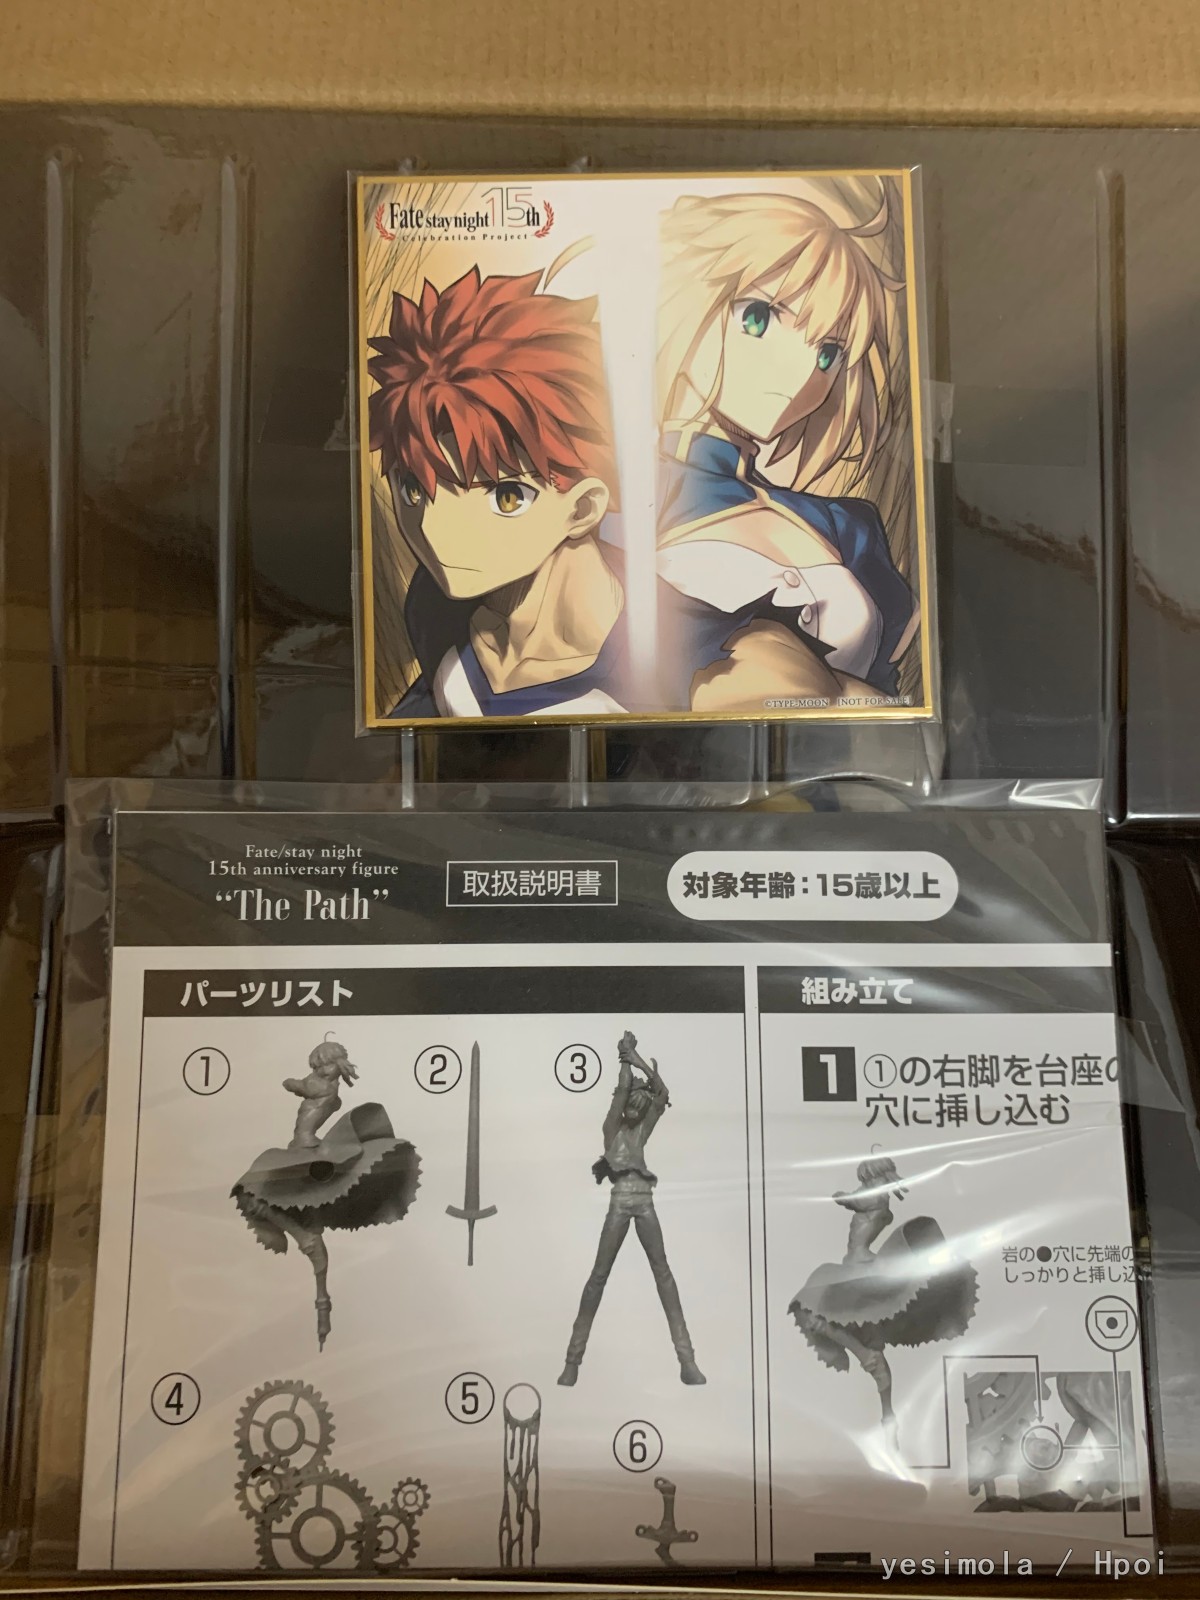 Fate stay night 15th
Celebration Project
©TYPE-MOON [NOT FOR SALE]
Fate/stay night
15th anniversary figure
“The Path”
取扱説明書
対象年齢：15歳以上
パーツリスト
①
②
③
④
⑤
⑥
組み立て
1 ①の右脚を台座の
穴に挿し込む
岩の●穴に先端の
しっかりと挿し込
yesimola / Hpoi